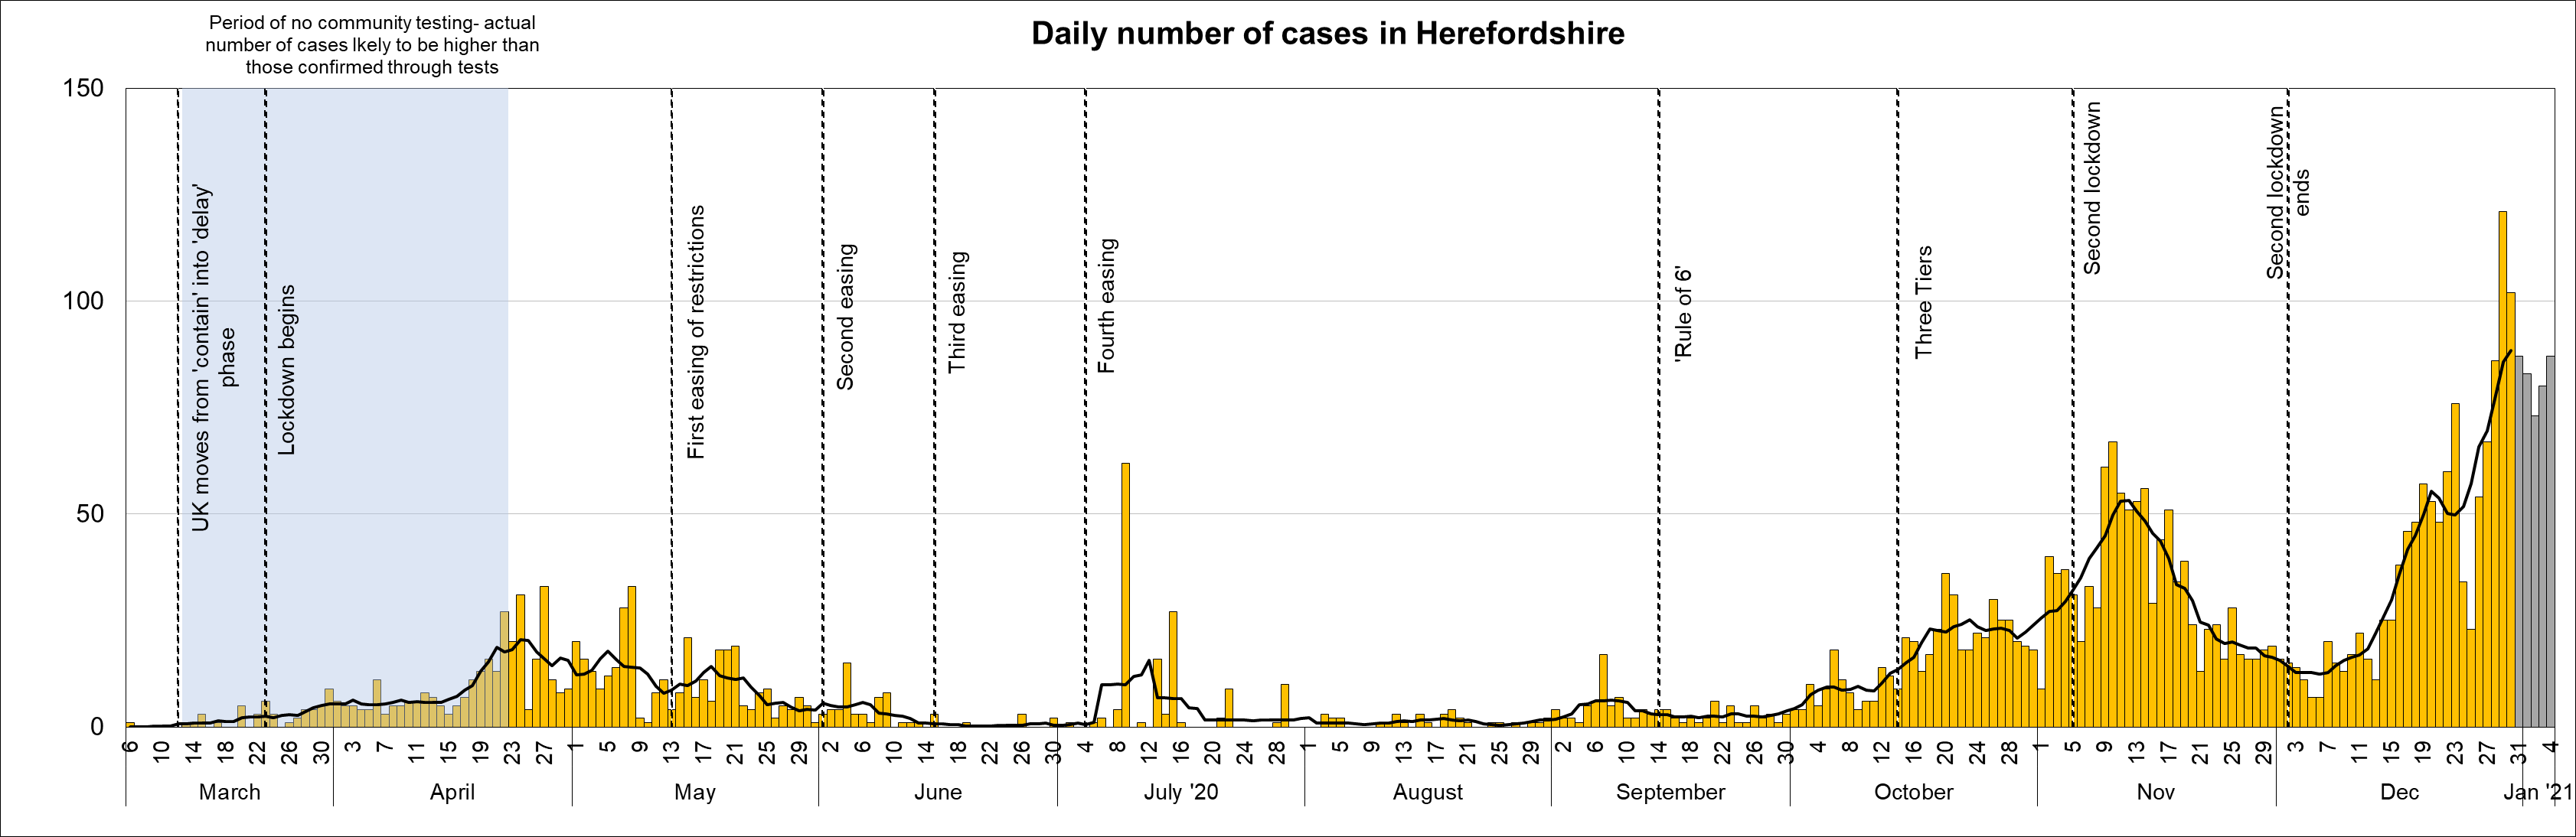 Period of no community testing- actual
number of cases lkely to be higher than
those confirmed through tests
Daily number of cases in Herefordshire
150
100
50
0
UK moves from 'contain' into 'delay'
phase
Lockdown begins
First easing of restrictions
Second easing
Third easing
Fourth easing
'Rule of 6'
Three Tiers
Second lockdown
Second lockdown
ends
6 10 14 18 22 26 30 3 7 11 15 19 23 27 1 5 9 13 17 21 25 29 2 6 10 14 18 22 26 30 4 8 12 16 20 24 28 1 5 9 13 17 21 25 29 2 6 10 14 18 22 26 30 4 8 12 16 20 24 28 1 5 9 13 17 21 25 29 3 7 11 15 19 23 27 31 4
March April May June July '20 August September October Nov Dec Jan '21